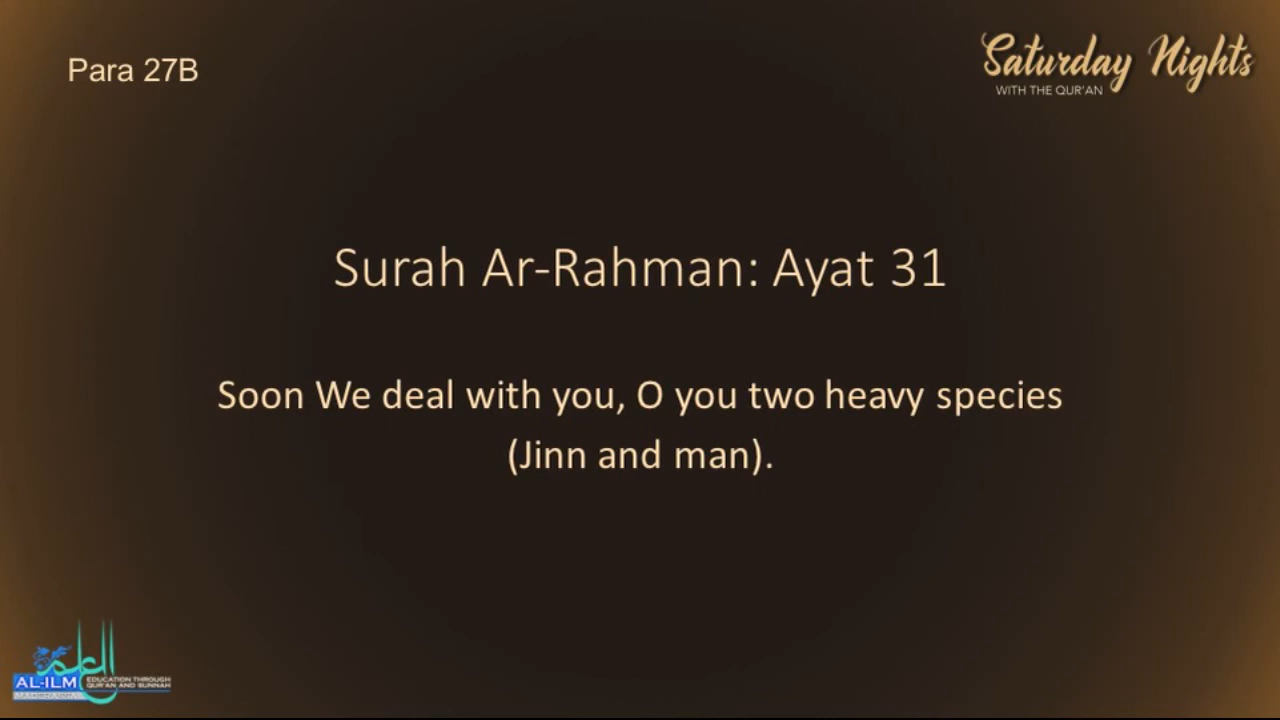 Para 27B
Saturday Nights
WITH THE QUR'AN
Surah Ar-Rahman: Ayat 31
Soon We deal with you, O you two heavy species
(Jinn and man).
العلم
AL-ILM
EDUCATION THROUGH
QUR'AN AND SUNNAH